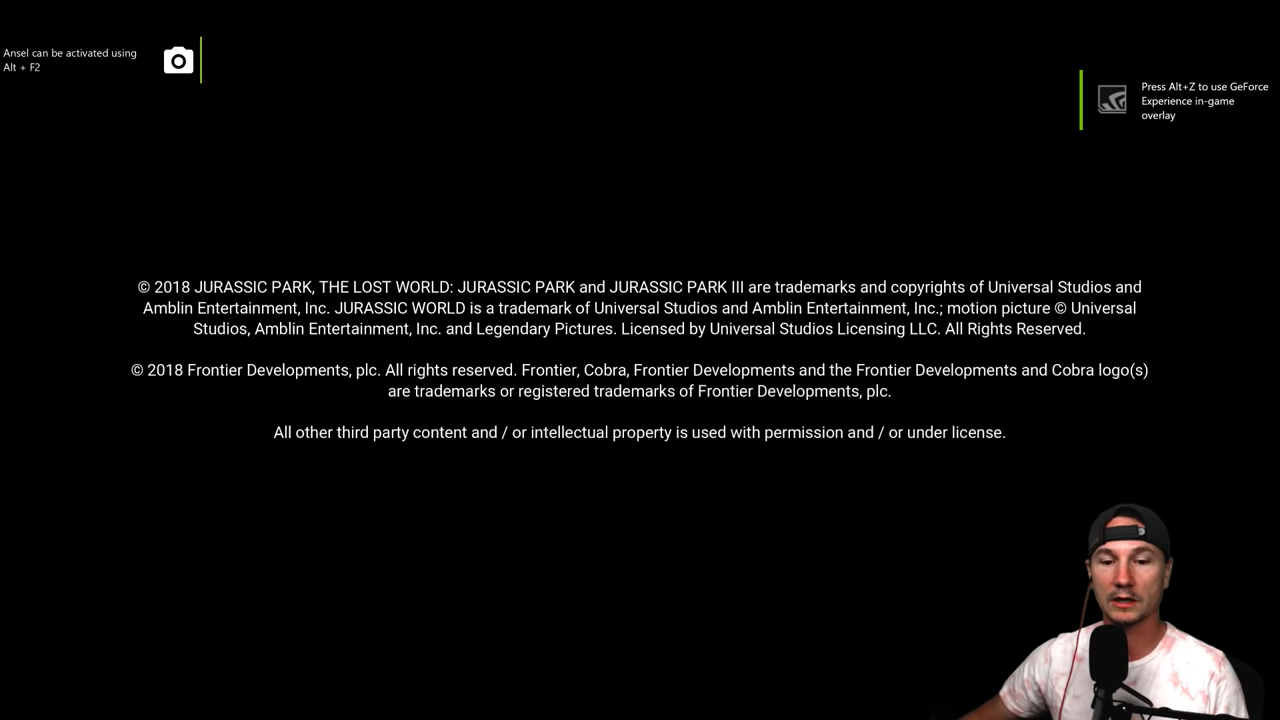 Ansel can be activated using
Alt + F2
Press Alt+Z to use GeForce
Experience in-game
overlay
© 2018 JURASSIC PARK, THE LOST WORLD: JURASSIC PARK and JURASSIC PARK III are trademarks and copyrights of Universal Studios and
Amblin Entertainment, Inc. JURASSIC WORLD is a trademark of Universal Studios and Amblin Entertainment, Inc.; motion picture © Universal
Studios, Amblin Entertainment, Inc. and Legendary Pictures. Licensed by Universal Studios Licensing LLC. All Rights Reserved.
© 2018 Frontier Developments, plc. All rights reserved. Frontier, Cobra, Frontier Developments and the Frontier Developments and Cobra logo(s)
are trademarks or registered trademarks of Frontier Developments, plc.
All other third party content and / or intellectual property is used with permission and / or under license.